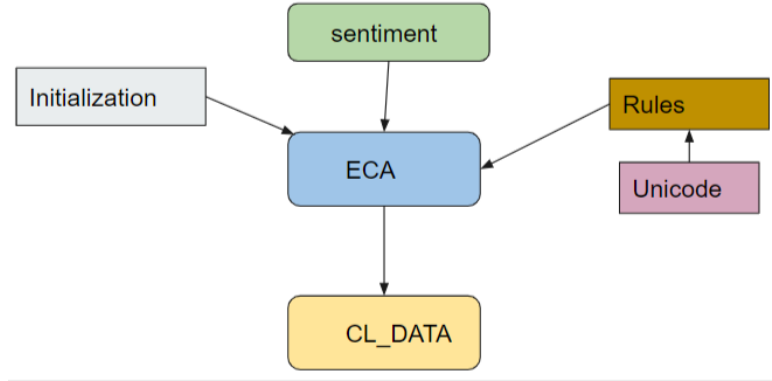 sentiment
Initialization
Rules
ECA
Unicode
CL_DATA